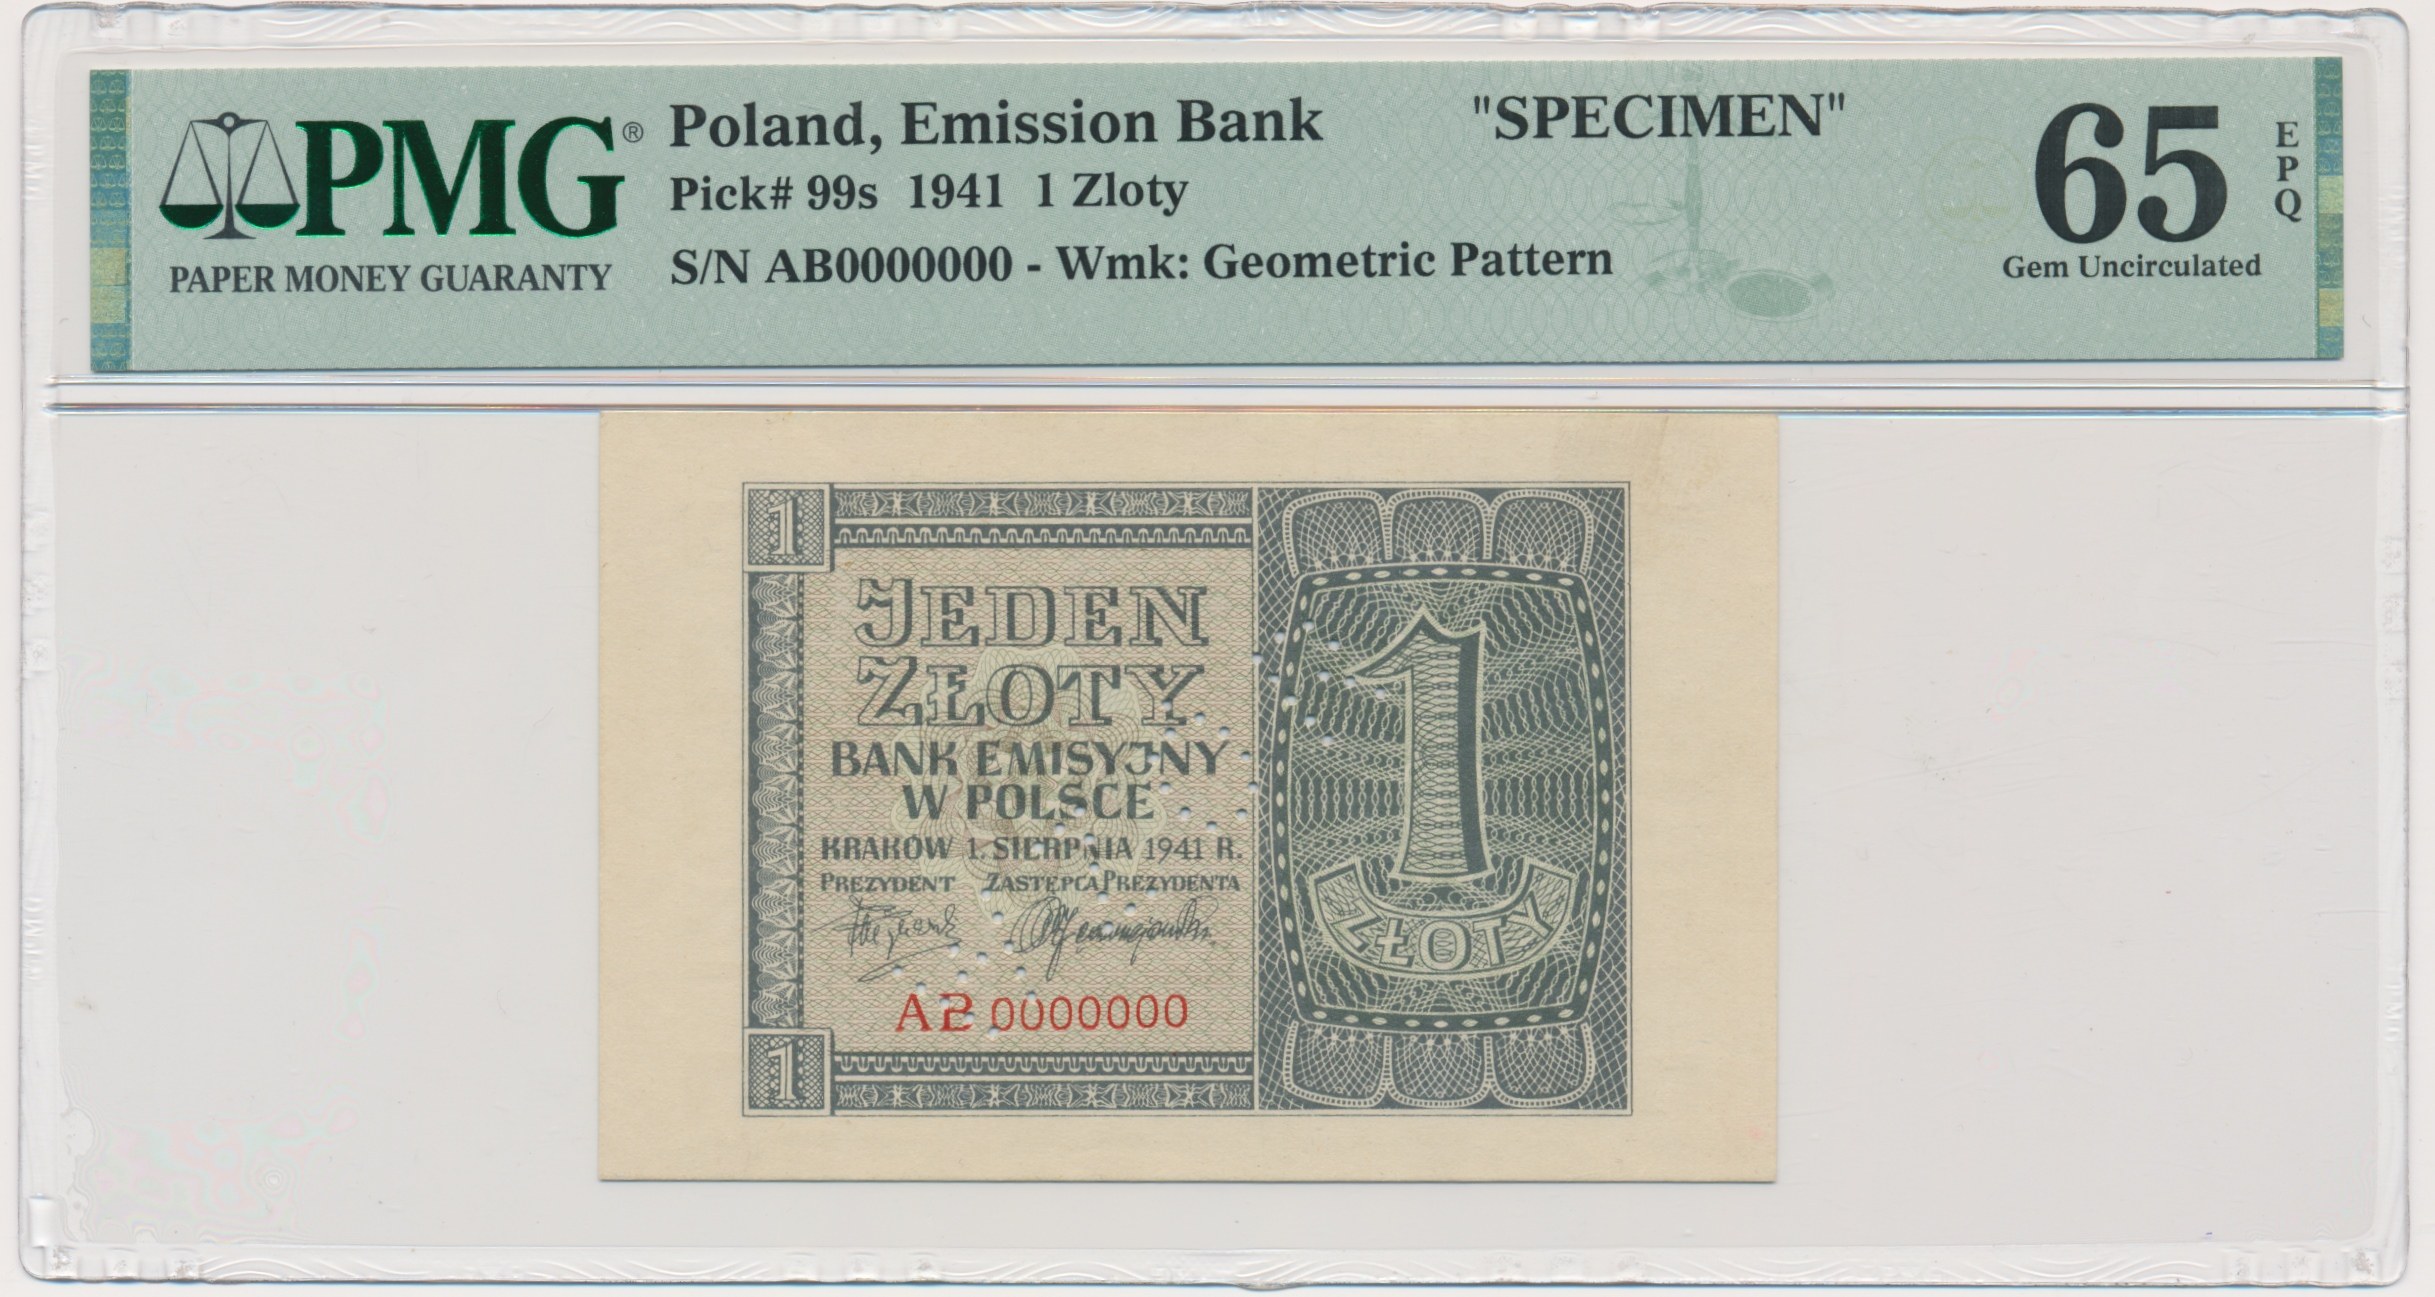 PMG®
PAPER MONEY GUARANTY
Poland, Emission Bank
"SPECIMEN"
Pick# 99s 1941 1 Zloty
S/N AB0000000 - Wmk: Geometric Pattern
65
EPQ
Gem Uncirculated
1
JEDEN
ZŁOTY
BANK EMISYJNY
W POLSCE
KRAKÓW 1. SIERPNIA 1941 R.
PREZYDENT ZASTĘPCA PREZYDENTA
AB 0000000
1
1
ZŁOTY